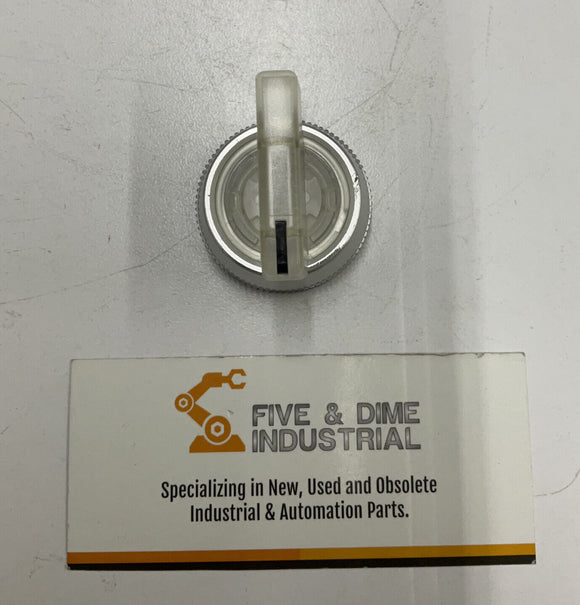 FIVE & DIME
INDUSTRIAL
Specializing in New, Used and Obsolete
Industrial & Automation Parts.